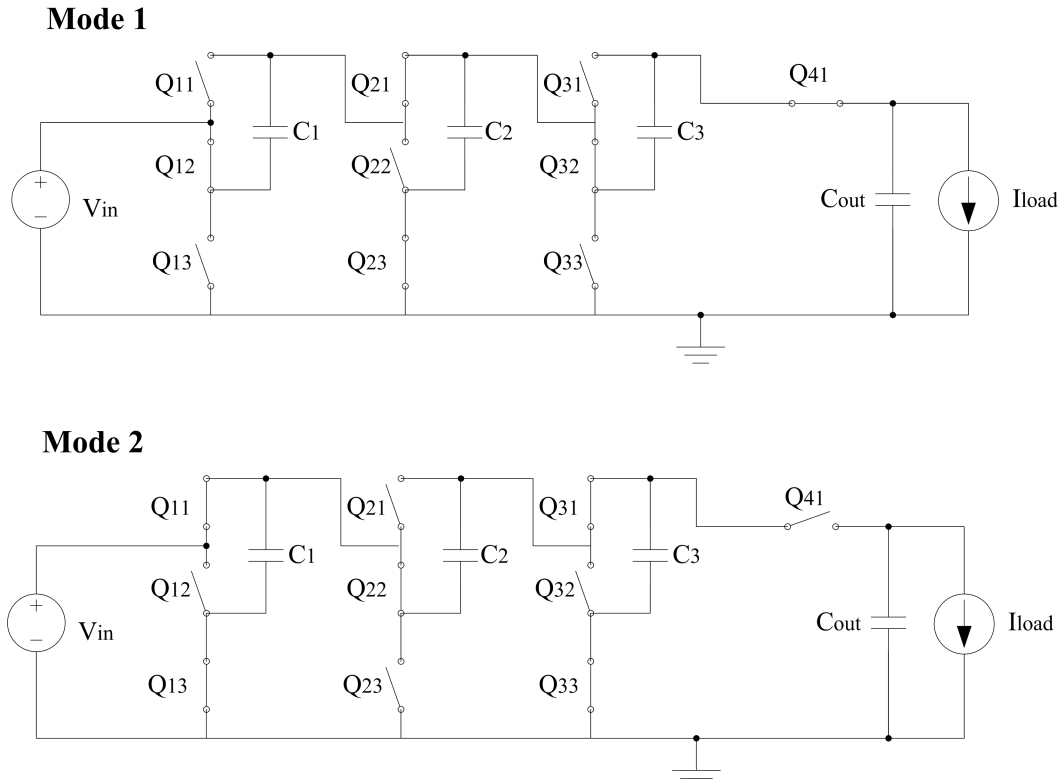 Mode 1
Q11
Q21
Q31
Q41
C1
C2
C3
Q12
Q22
Q32
+
−
Vin
Cout
Iload
Q13
Q23
Q33
Mode 2
Q11
Q21
Q31
Q41
C1
C2
C3
Q12
Q22
Q32
+
−
Vin
Cout
Iload
Q13
Q23
Q33